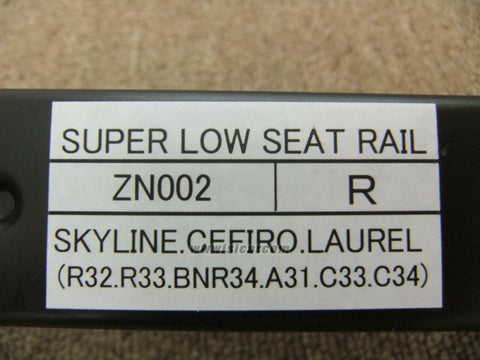 SUPER LOW SEAT RAIL
ZN002 R
SKYLINE.CEFIRO.LAUREL
(R32.R33.BNR34.A31.C33.C34)